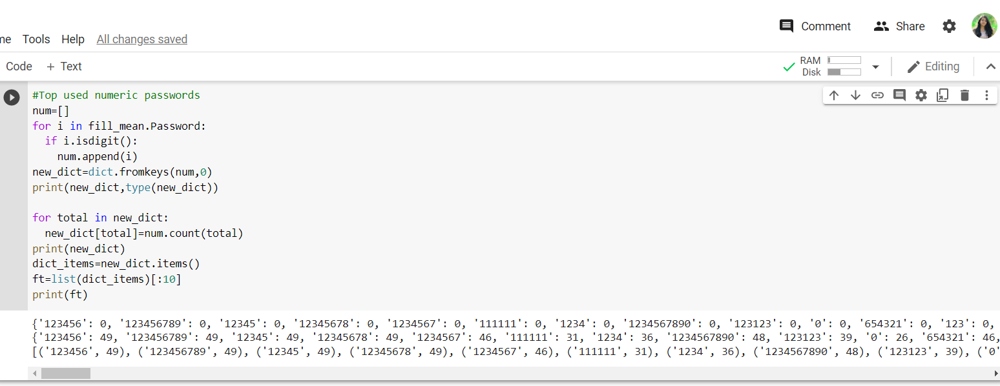 Comment Share
me Tools Help All changes saved
Code + Text RAM Disk Editing
#Top used numeric passwords
num=[]
for i in fill_mean.Password:
  if i.isdigit():
    num.append(i)
new_dict=dict.fromkeys(num,0)
print(new_dict,type(new_dict))
for total in new_dict:
  new_dict[total]=num.count(total)
print(new_dict)
dict_items=new_dict.items()
ft=list(dict_items)[:10]
print(ft)
{'123456': 0, '123456789': 0, '12345': 0, '12345678': 0, '1234567': 0, '111111': 0, '1234': 0, '1234567890': 0, '123123': 0, '0': 0, '654321': 0, '123': 0,
{'123456': 49, '123456789': 49, '12345': 49, '12345678': 49, '1234567': 46, '111111': 31, '1234': 36, '1234567890': 48, '123123': 39, '0': 26, '654321': 46,
[('123456', 49), ('123456789', 49), ('12345', 49), ('12345678', 49), ('1234567', 46), ('111111', 31), ('1234', 36), ('1234567890', 48), ('123123', 39), ('0'